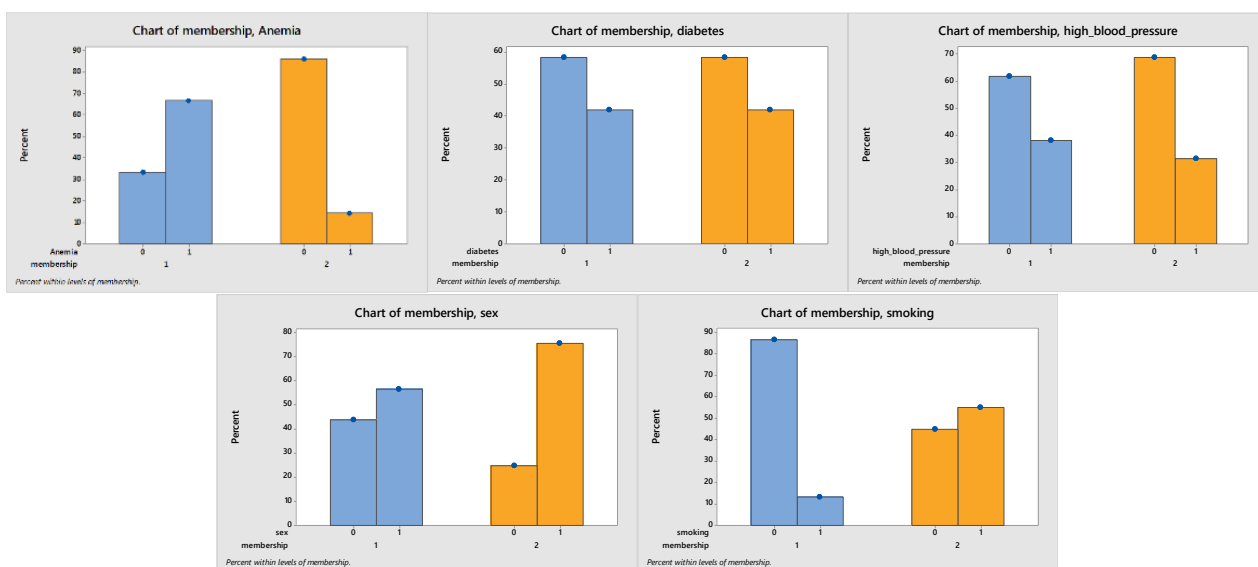 Chart of membership, Anemia
90
80
70
60
50
40
30
20
10
0
Percent
Anemia 0 1 0 1
membership 1 2
Percent within levels of membership.
Chart of membership, diabetes
60
50
40
30
20
10
0
Percent
diabetes 0 1 0 1
membership 1 2
Percent within levels of membership.
Chart of membership, high_blood_pressure
70
60
50
40
30
20
10
0
Percent
high_blood_pressure 0 1 0 1
membership 1 2
Percent within levels of membership.
Chart of membership, sex
80
70
60
50
40
30
20
10
0
Percent
sex 0 1 0 1
membership 1 2
Percent within levels of membership.
Chart of membership, smoking
90
80
70
60
50
40
30
20
10
0
Percent
smoking 0 1 0 1
membership 1 2
Percent within levels of membership.